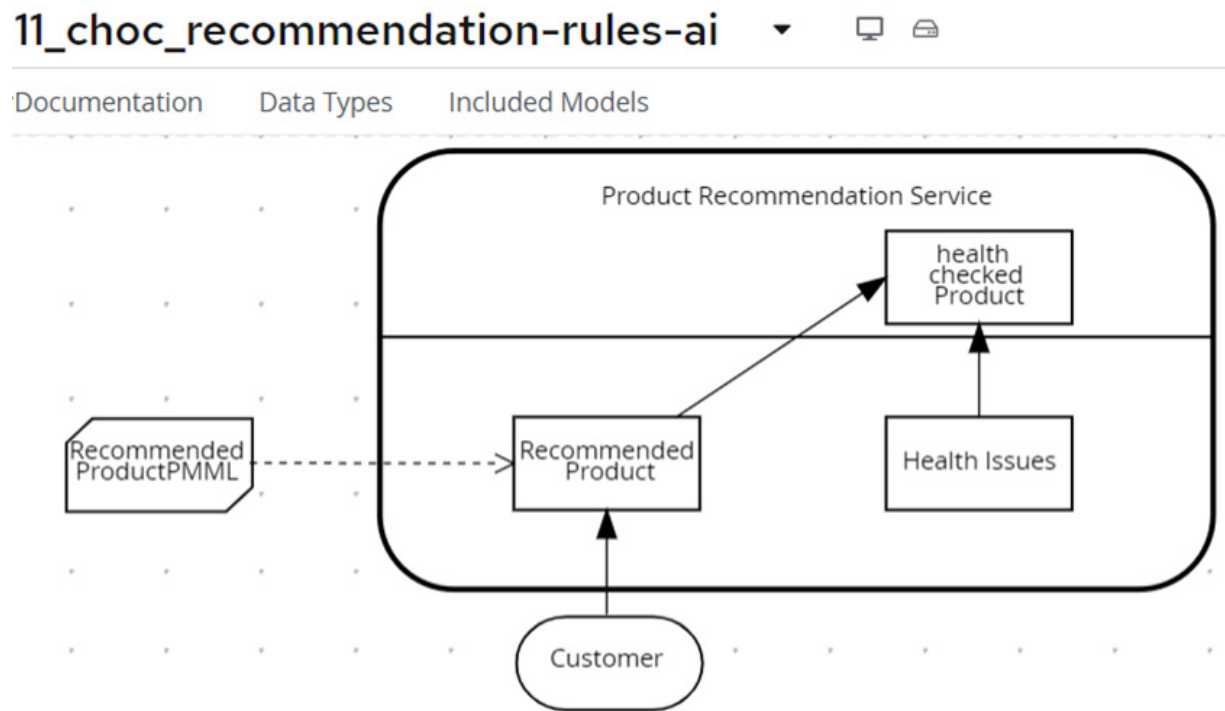 11_choc_recommendation-rules-ai
Documentation Data Types Included Models
Product Recommendation Service
health
checked
Product
Recommended
ProductPMML
Recommended
Product
Health Issues
Customer